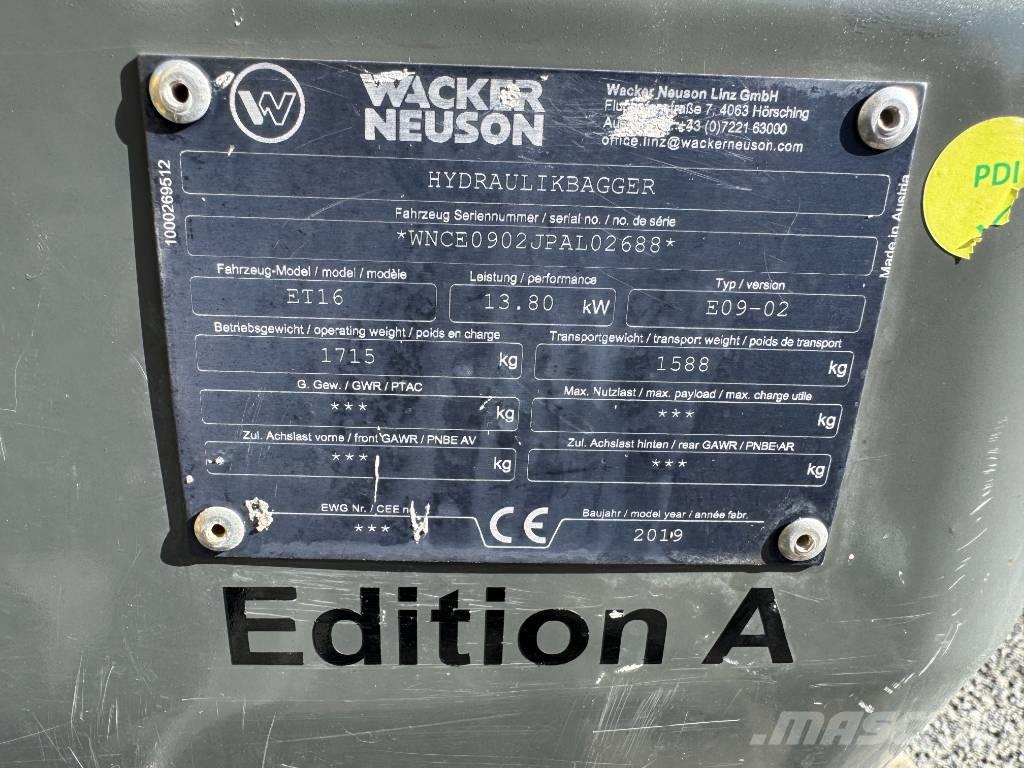 WACKER
NEUSON
Wacker Neuson Linz GmbH
7, 4063 Hörsching
(0)7221 63000
office.linz@wackerneuson.com
1000269512
HYDRAULIKBAGGER
Fahrzeug Seriennummer / serial no. / no. de série
*WNCE0902JPAL02688*
Made in Austria
PDI
Fahrzeug-Model / model / modèle
Leistung / performance
Typ / version
ET16
13.80 kW
E09-02
Betriebsgewicht / operating weight / poids en charge
Transportgewicht / transport weight / poids de transport
1715 kg
1588 kg
G. Gew. / GWR / PTAC
Max. Nutzlast / max. payload / max. charge utile
*** kg
*** kg
Zul. Achslast vorne / front GAWR / PNBE AV
Zul. Achslast hinten / rear GAWR / PNBE AR
*** kg
*** kg
EWG Nr. / CEE
***
CE
Baujahr / model year / année fabr.
2019
Edition A